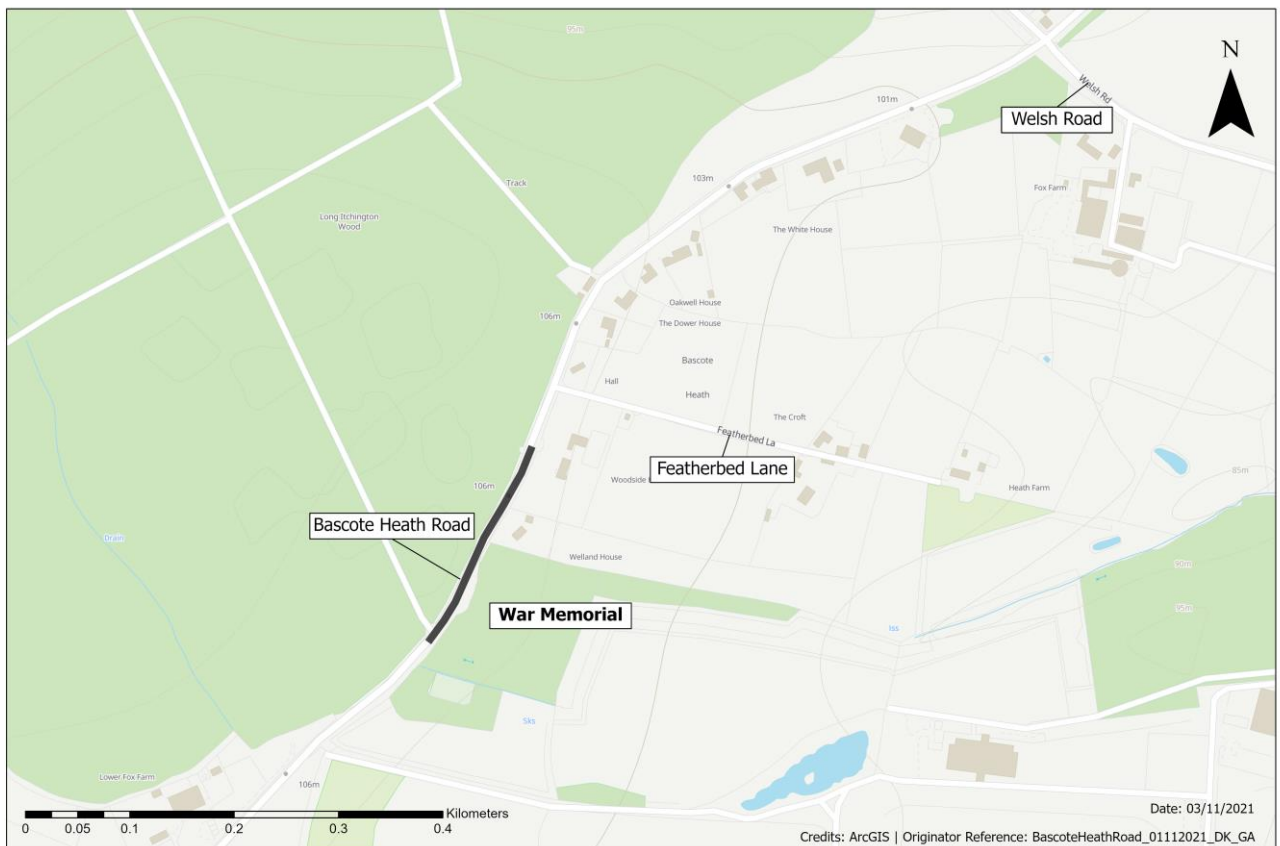 95m
N
Welsh Rd
101m
Welsh Road
103m
Track
Fox Farm
Long Itchington
Wood
The White House
Oakwell House
106m
The Dower House
Bascote
Hall
Heath
The Croft
Featherbed La
Featherbed Lane
85m
106m
Woodside
Heath Farm
Bascote Heath Road
Drain
Welland House
90m
War Memorial
95m
Iss
Sks
Lower Fox Farm
106m
Kilometers
0 0.05 0.1 0.2 0.3 0.4
Date: 03/11/2021
Credits: ArcGIS | Originator Reference: BascoteHeathRoad_01112021_DK_GA